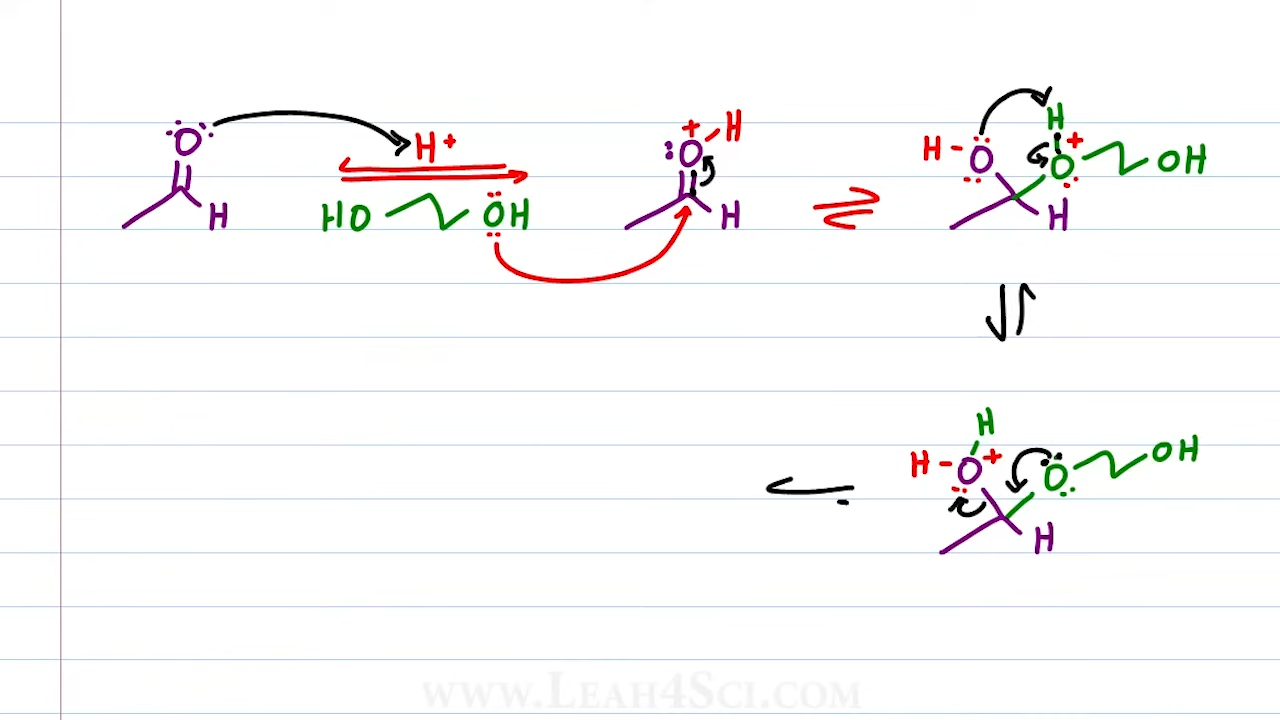 O H+ O + H H O H O + OH
H HO OH H H
H O + H O OH
H
www.Leah4Sci.com